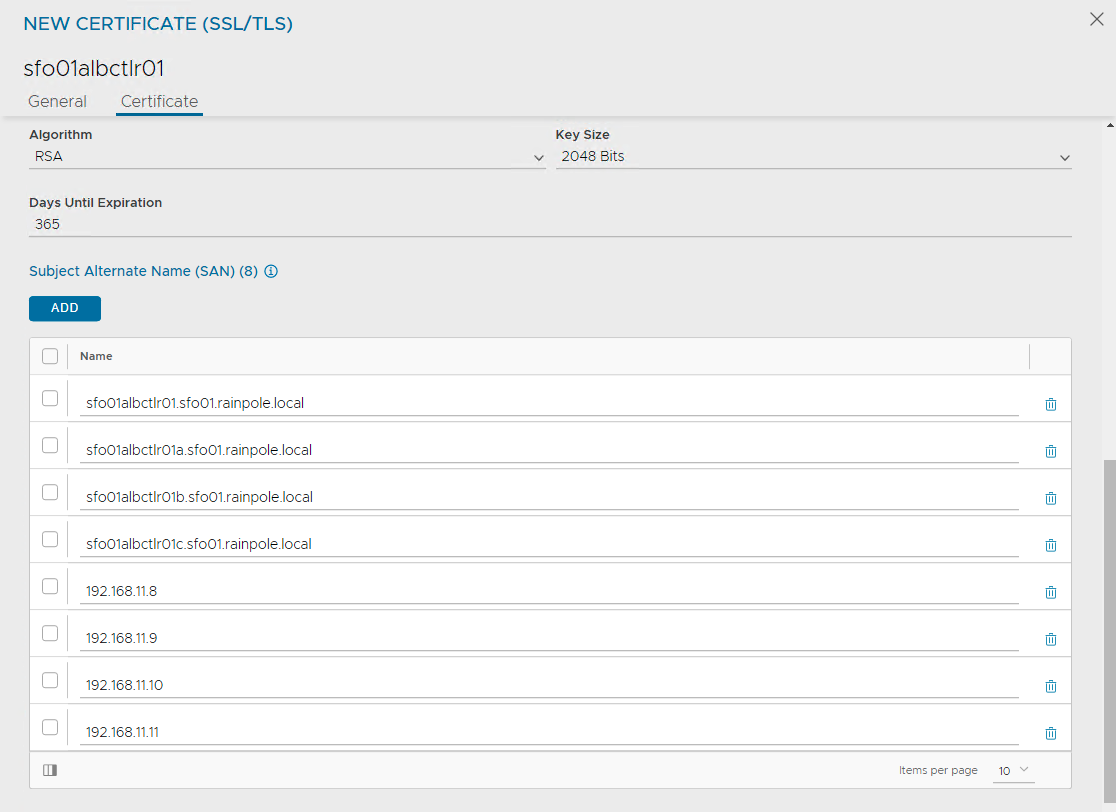 NEW CERTIFICATE (SSL/TLS)
sfo01albctlr01
General Certificate
Algorithm Key Size
RSA 2048 Bits
Days Until Expiration
365
Subject Alternate Name (SAN) (8)
ADD
Name
sfo01albctlr01.sfo01.rainpole.local
sfo01albctlr01a.sfo01.rainpole.local
sfo01albctlr01b.sfo01.rainpole.local
sfo01albctlr01c.sfo01.rainpole.local
192.168.11.8
192.168.11.9
192.168.11.10
192.168.11.11
Items per page 10